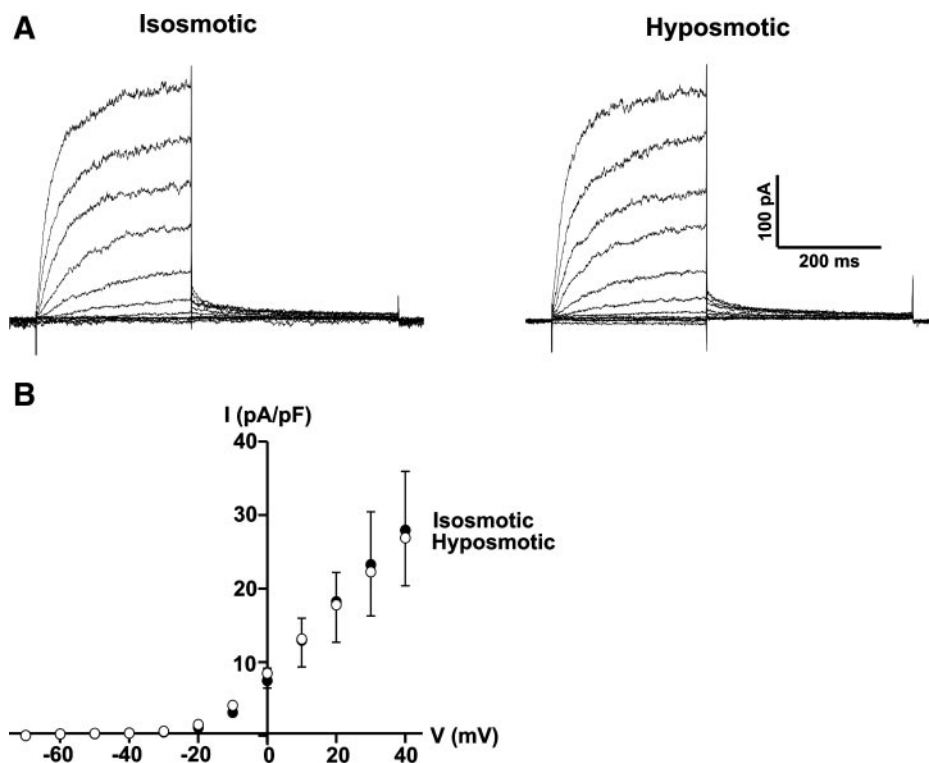 A
Isosmotic
Hyposmotic
100 pA
200 ms
B
I (pA/pF)
40
30
20
10
Isosmotic
Hyposmotic
V (mV)
-60 -40 -20 0 20 40